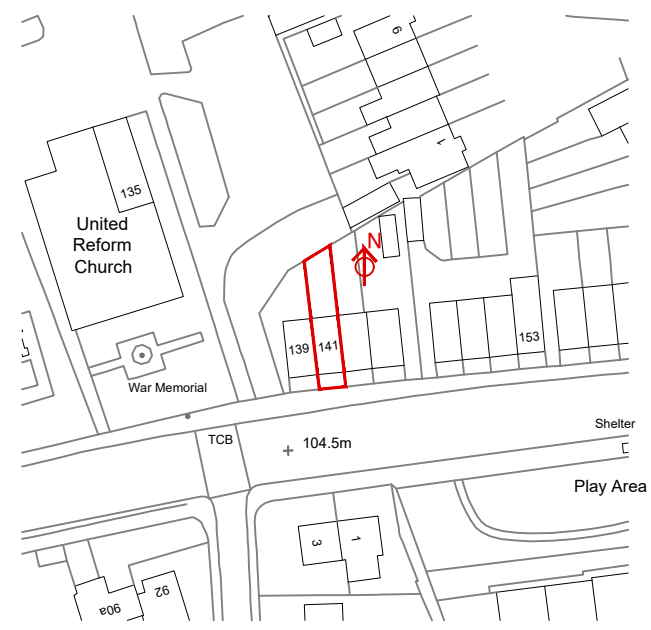 6
1
135
United
Reform
Church
N
139
141
153
War Memorial
TCB
104.5m
Shelter
Play Area
3
1
90a
92